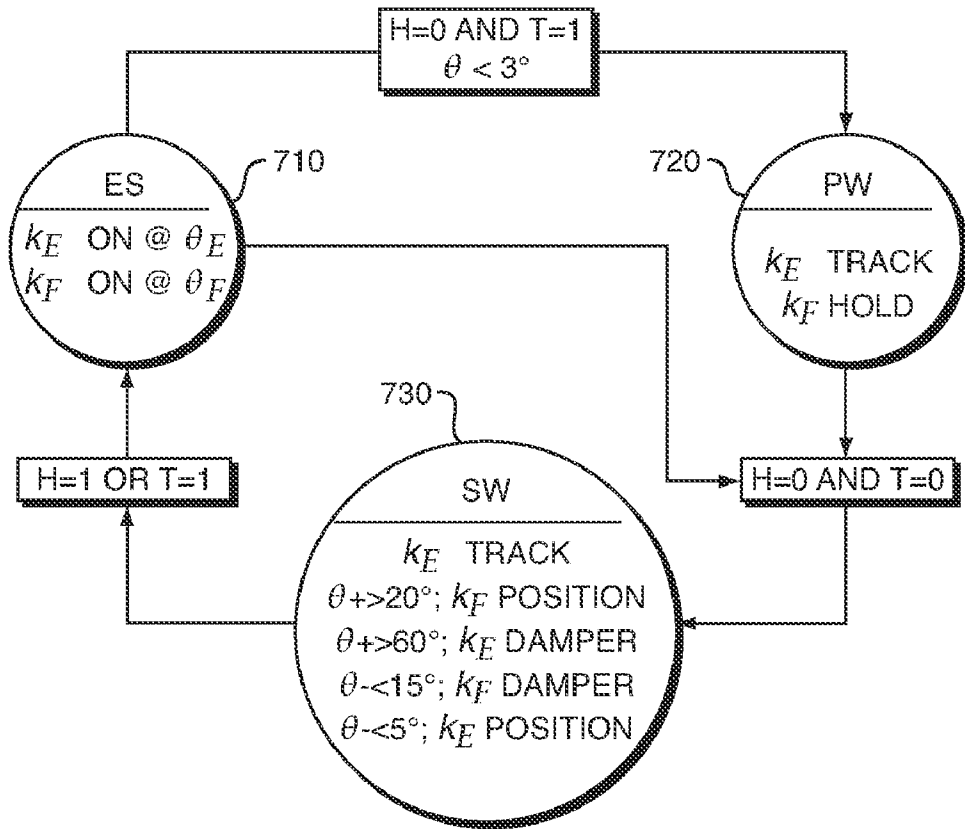 H=0 AND T=1
θ < 3°
710
720
ES
k_E ON @ θ_E
k_F ON @ θ_F
PW
k_E TRACK
k_F HOLD
730
H=1 OR T=1
H=0 AND T=0
SW
k_E TRACK
θ+>20°; k_F POSITION
θ+>60°; k_E DAMPER
θ-<15°; k_F DAMPER
θ-<5°; k_E POSITION